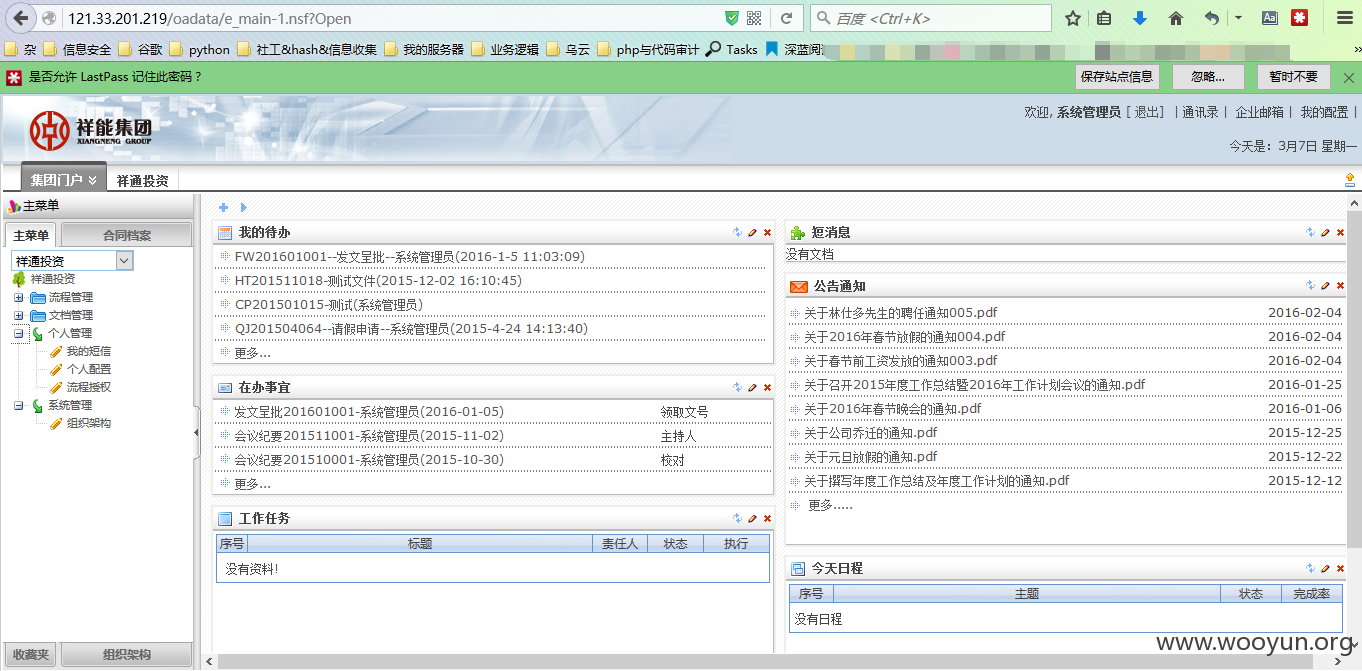 121.33.201.219/oadata/e_main-1.nsf?Open
百度 <Ctrl+K>
杂 信息安全 谷歌 python 社工&hash&信息收集 我的服务器 业务逻辑 乌云 php与代码审计 Tasks 深蓝阅
是否允许 LastPass 记住此密码？ 保存站点信息 忽略... 暂时不要
祥能集团
XIANGNENG GROUP
欢迎, 系统管理员 [ 退出] | 通讯录 | 企业邮箱 | 我的配置 |
今天是：3月7日 星期一
集团门户 祥通投资
主菜单
主菜单 合同档案
祥通投资
祥通投资
流程管理
文档管理
个人管理
我的短信
个人配置
流程授权
系统管理
组织架构
收藏夹 组织架构
我的待办
FW201601001--发文呈批--系统管理员(2016-1-5 11:03:09)
HT201511018-测试文件(2015-12-02 16:10:45)
CP201501015-测试(系统管理员)
QJ201504064--请假申请--系统管理员(2015-4-24 14:13:40)
更多...
在办事宜
发文呈批201601001-系统管理员(2016-01-05) 领取文号
会议纪要201511001-系统管理员(2015-11-02) 主持人
会议纪要201510001-系统管理员(2015-10-30) 校对
更多...
工作任务
序号 标题 责任人 状态 执行
没有资料!
短消息
没有文档
公告通知
关于林仕多先生的聘任通知005.pdf 2016-02-04
关于2016年春节放假的通知004.pdf 2016-02-04
关于春节前工资发放的通知003.pdf 2016-02-04
关于召开2015年度工作总结暨2016年工作计划会议的通知.pdf 2016-01-25
关于2016年春节晚会的通知.pdf 2016-01-06
关于公司乔迁的通知.pdf 2015-12-25
关于元旦放假的通知.pdf 2015-12-22
关于撰写年度工作总结及年度工作计划的通知.pdf 2015-12-12
更多.....
今天日程
序号 主题 状态 完成率
没有日程
www.wooyun.org